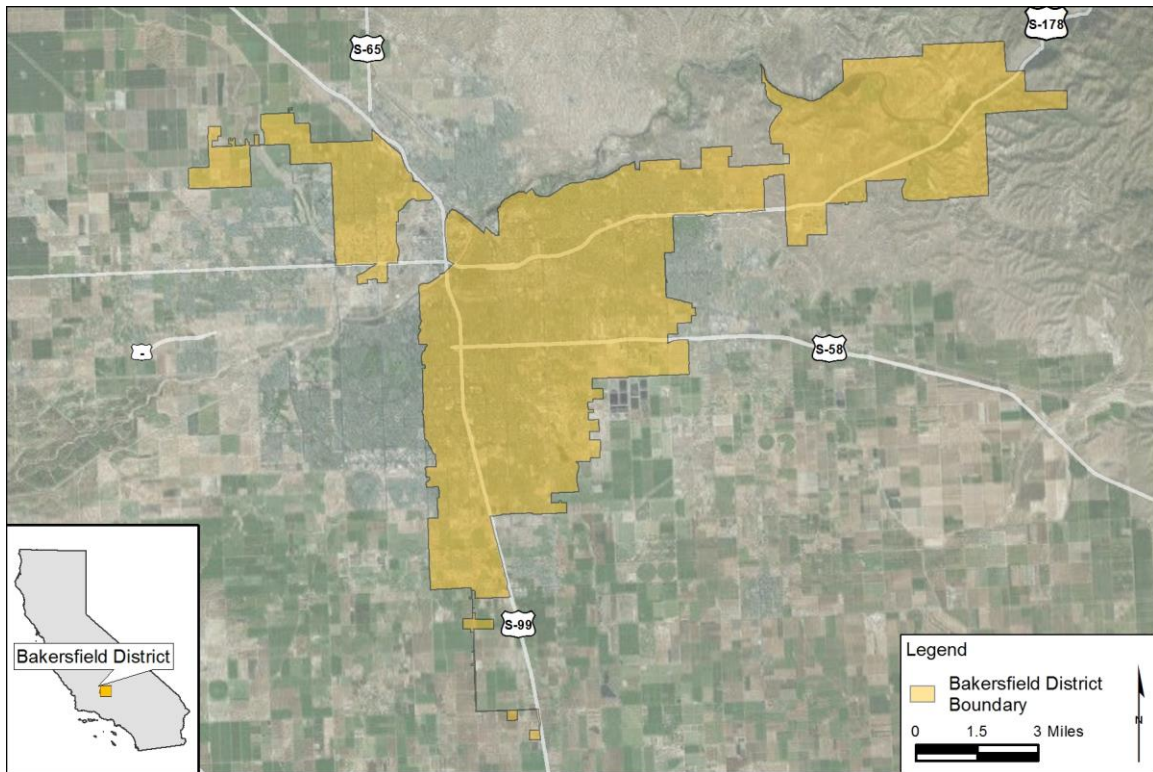 S-65
S-178
-
S-58
S-99
Bakersfield District
Legend
Bakersfield District
Boundary
0 1.5 3 Miles
N